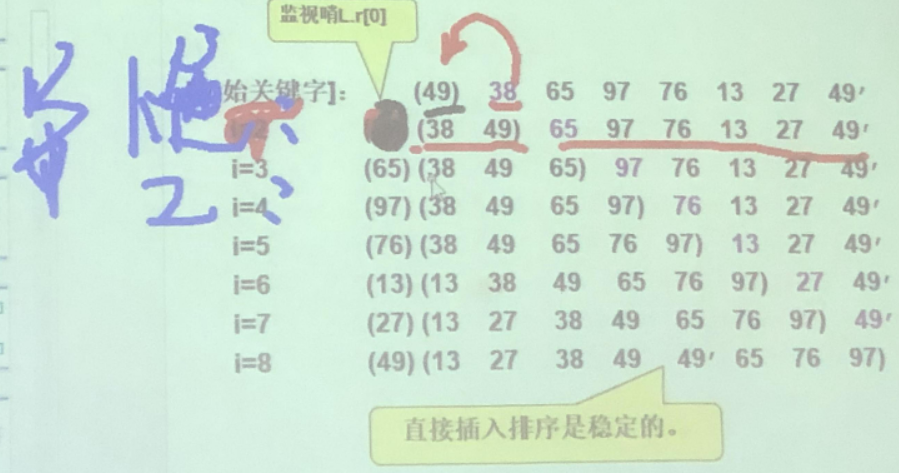 监视哨L.r[0]
始关键字]： (49) 38 65 97 76 13 27 49′
(38 49) 65 97 76 13 27 49′
i=3 (65) (38 49 65) 97 76 13 27 49′
i=4 (97) (38 49 65 97) 76 13 27 49′
i=5 (76) (38 49 65 76 97) 13 27 49′
i=6 (13) (13 38 49 65 76 97) 27 49′
i=7 (27) (13 27 38 49 65 76 97) 49′
i=8 (49) (13 27 38 49 49′ 65 76 97)
直接插入排序是稳定的。